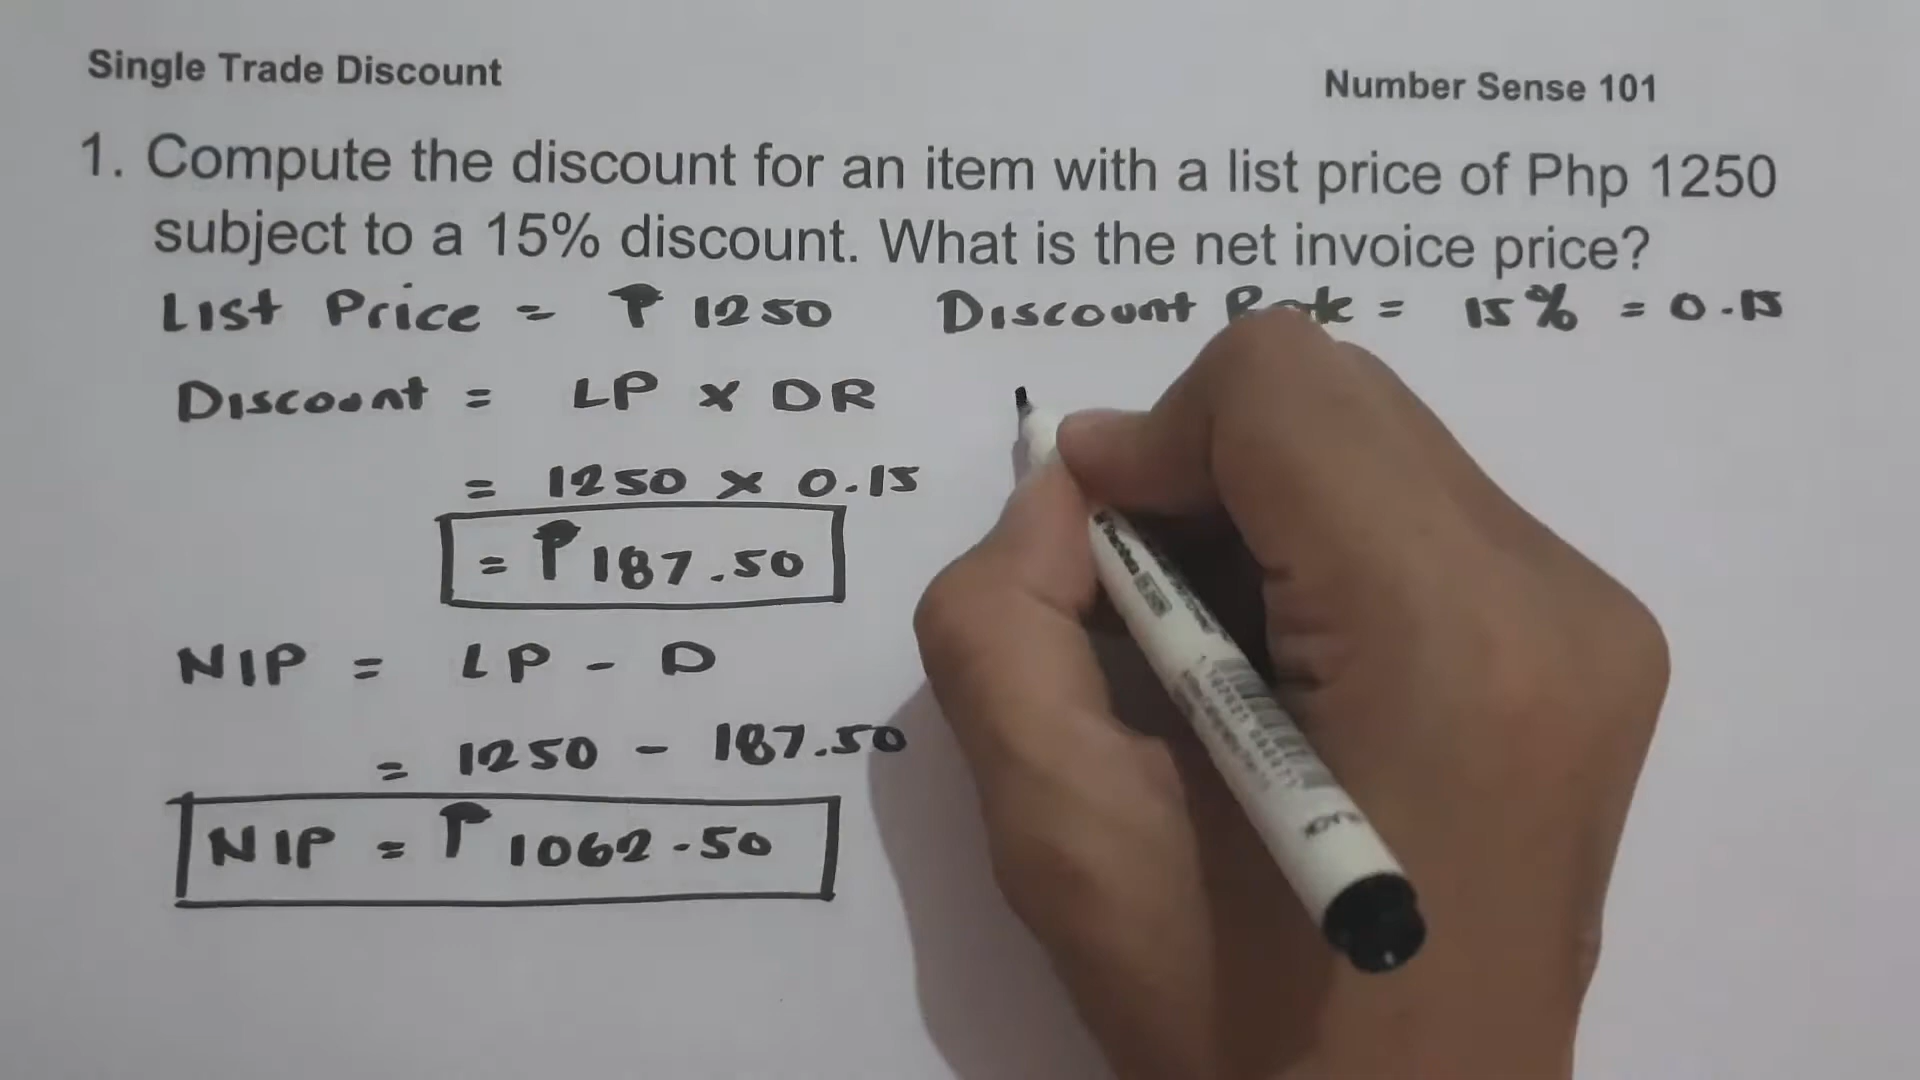 Single Trade Discount
Number Sense 101
1. Compute the discount for an item with a list price of Php 1250
subject to a 15% discount. What is the net invoice price?
List Price = ₱ 1250 Discount = 15% = 0.15
Discount = LP x DR
= 1250 x 0.15
= ₱187.50
NIP = LP - D
= 1250 - 187.50
NIP = ₱1062.50